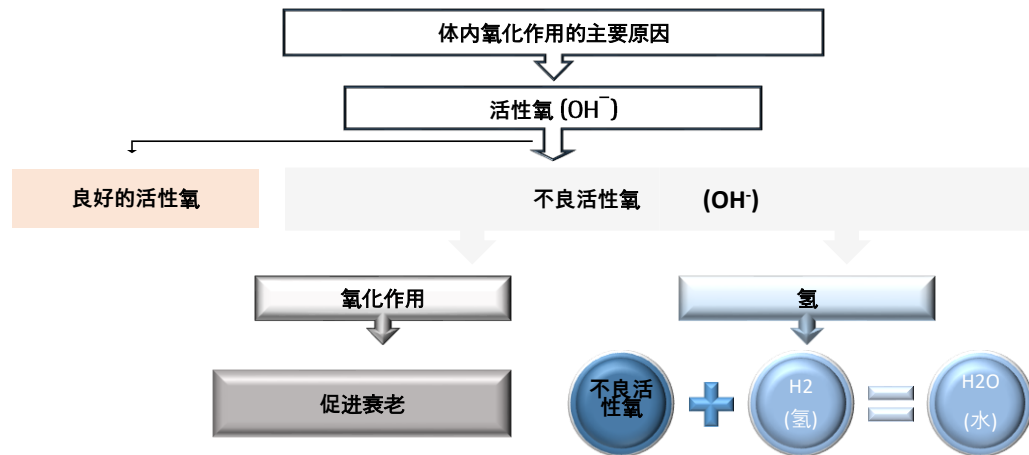 体内氧化作用的主要原因
活性氧 (OH¯)
良好的活性氧
不良活性氧 (OH-)
氧化作用
氢
促进衰老
不良活
性氧
H2
(氢)
H2O
(水)